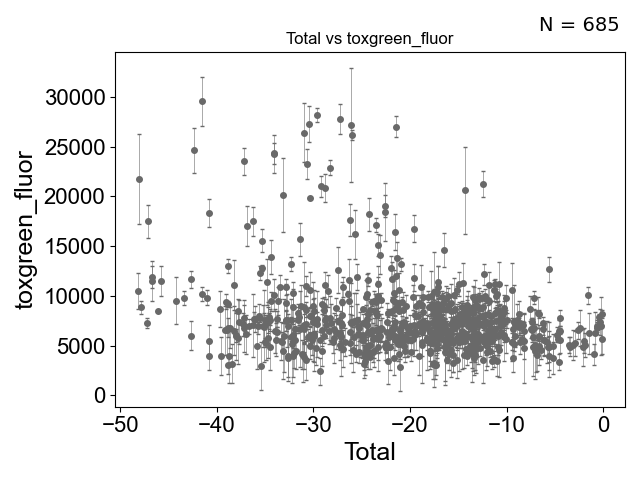 N = 685
Total vs toxgreen_fluor
toxgreen_fluor
30000
25000
20000
15000
10000
5000
0
−50 −40 −30 −20 −10 0
Total